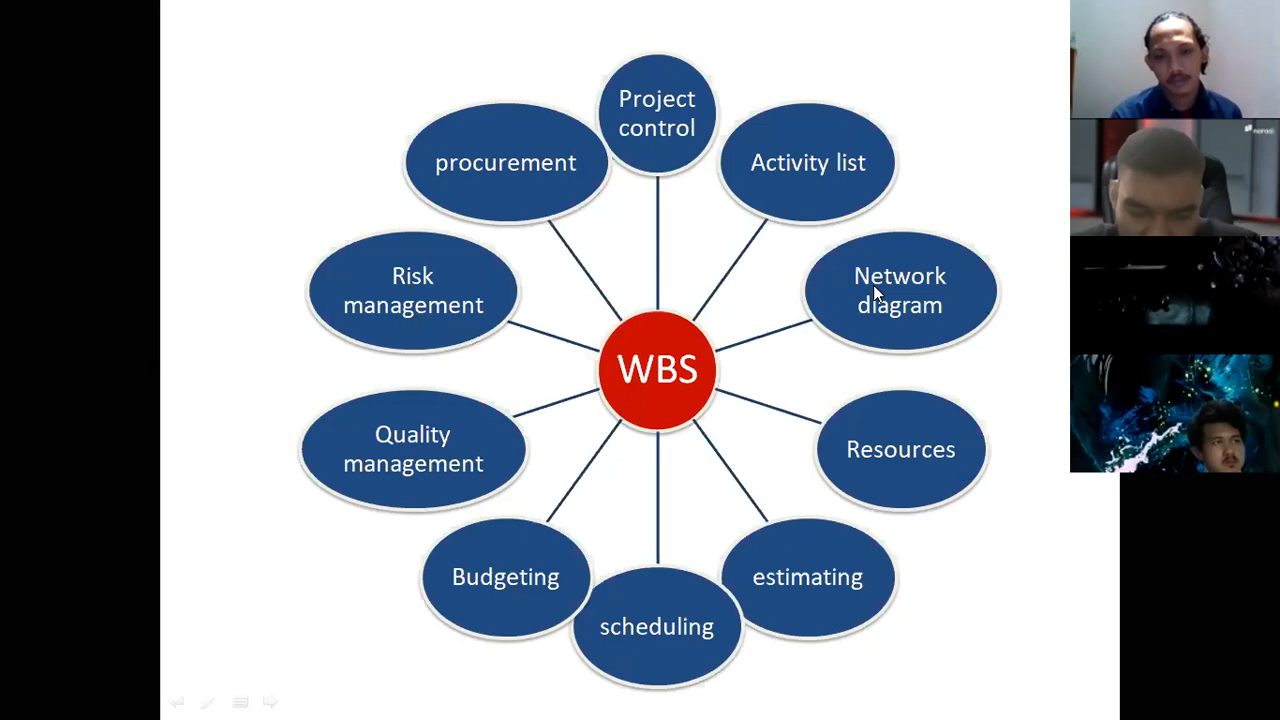 Project
control
Activity list
Network
diagram
Resources
estimating
scheduling
Budgeting
Quality
management
Risk
management
procurement
WBS